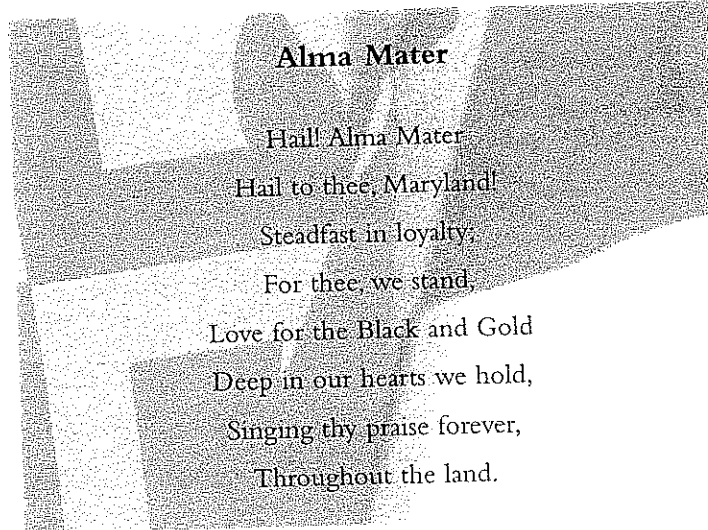 Alma Mater
Hail! Alma Mater
Hail to thee, Maryland!
Steadfast in loyalty,
For thee, we stand,
Love for the Black and Gold
Deep in our hearts we hold,
Singing thy praise forever,
Throughout the land.